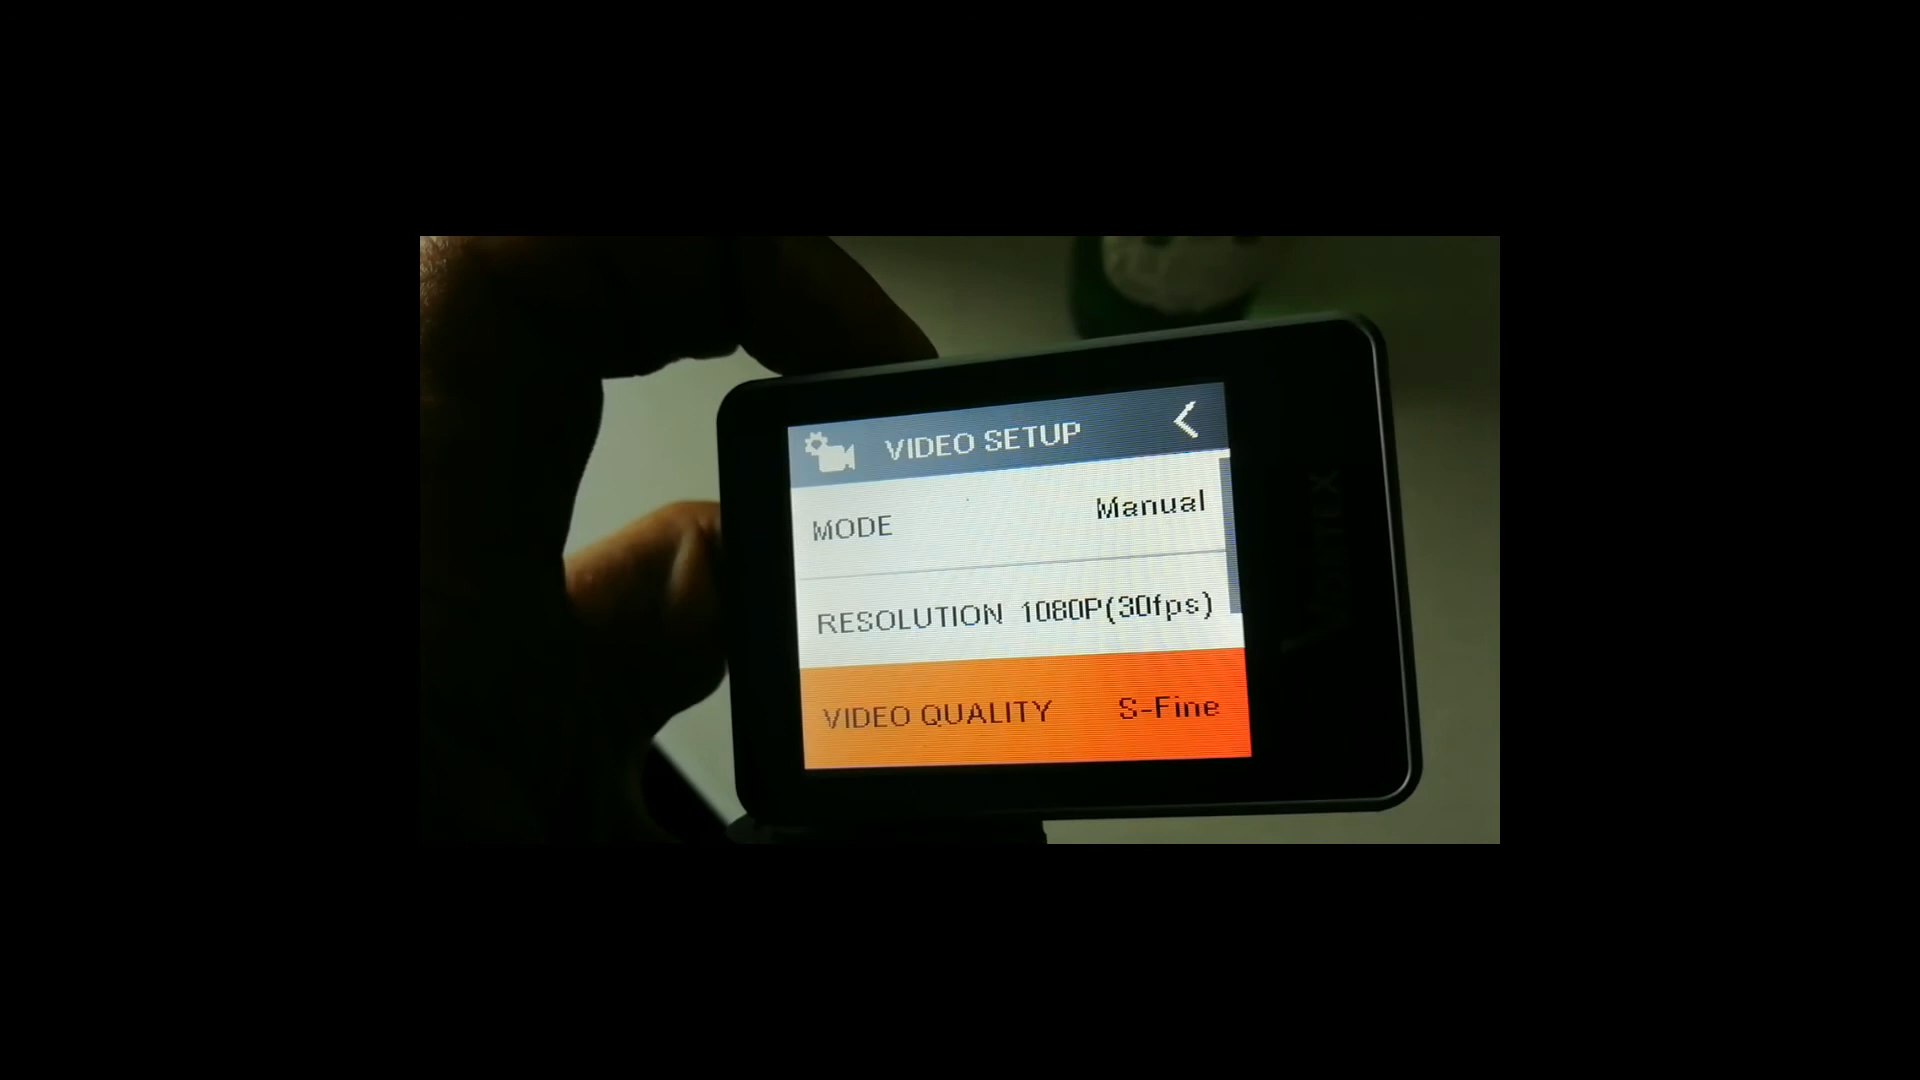 VIDEO SETUP
MODE Manual
RESOLUTION 1080P(30fps)
VIDEO QUALITY S-Fine